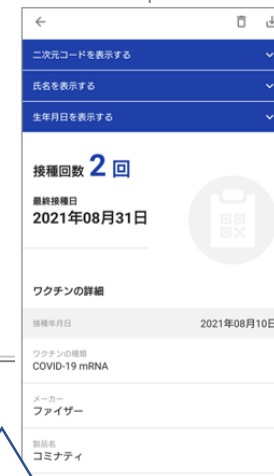 二次元コードを表示する
氏名を表示する
生年月日を表示する
接種回数 2 回
最終接種日
2021年08月31日
ワクチンの詳細
接種年月日 2021年08月10日
ワクチンの種類
COVID-19 mRNA
メーカー
ファイザー
製品名
コミナティ